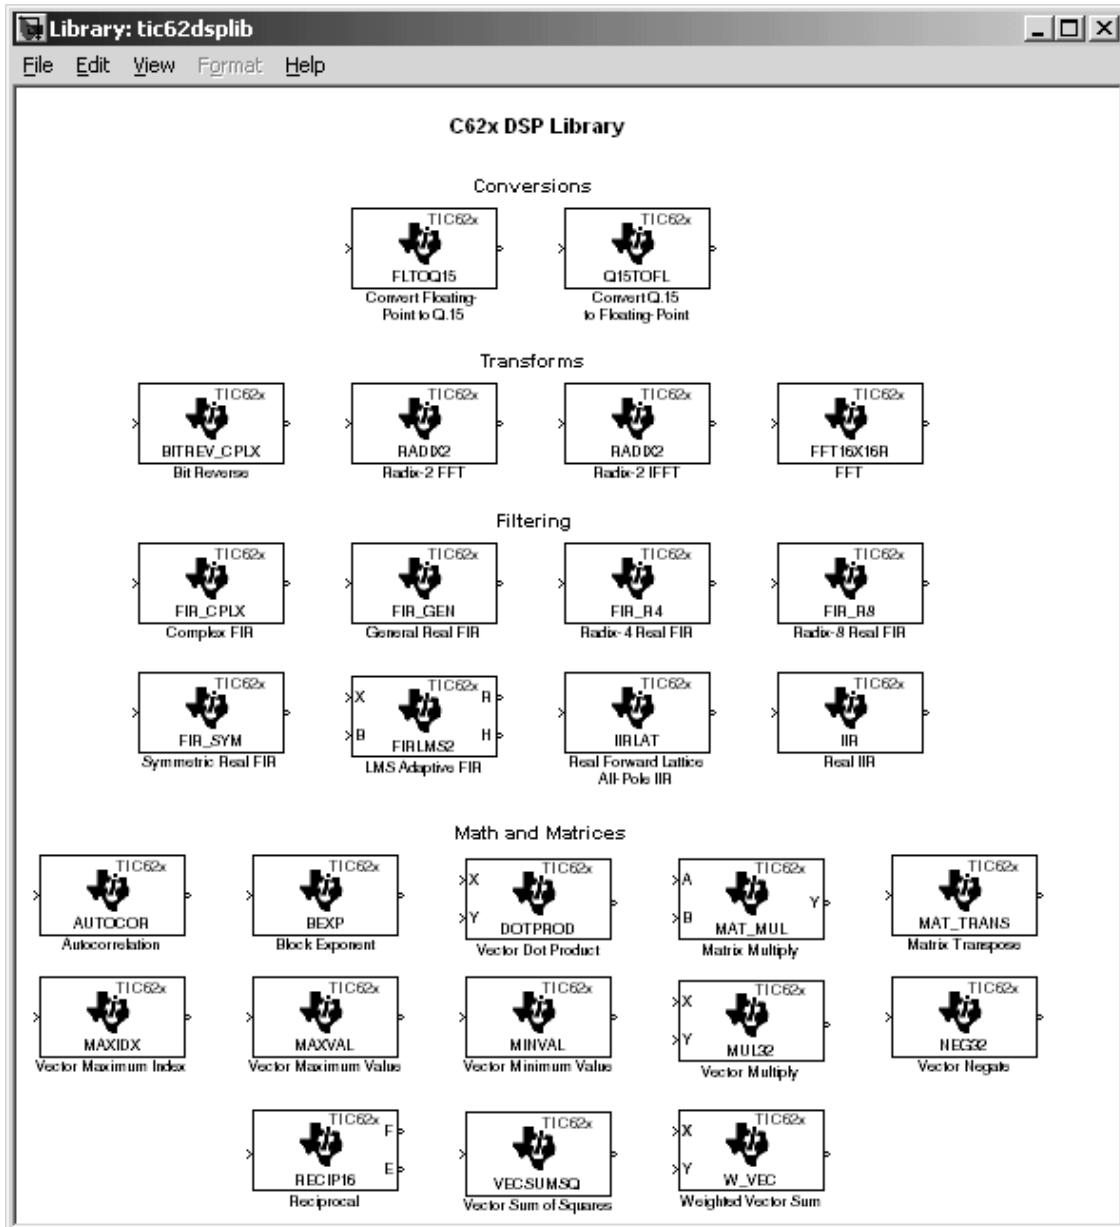 Library: tic62dsplib
File Edit View Format Help
C62x DSP Library
Conversions
TIC62x TIC62x
FLTOQ15 Q15TOFL
Convert Floating- Convert Q.15
Point to Q.15 to Floating-Point
Transforms
TIC62x TIC62x TIC62x TIC62x
BITREV_CPLX RADIX2 RADIX2 FFT16X16R
Bit Reverse Radix-2 FFT Radix-2 IFFT FFT
Filtering
TIC62x TIC62x TIC62x TIC62x
FIR_CPLX FIR_GEN FIR_R4 FIR_R8
Complex FIR General Real FIR Radix-4 Real FIR Radix-8 Real FIR
TIC62x TIC62x TIC62x TIC62x
X R
B H
FIR_SYM FIRLMS2 IIRLAT IIR
Symmetric Real FIR LMS Adaptive FIR Real Forward Lattice Real IIR
All-Pole IIR
Math and Matrices
TIC62x TIC62x TIC62x TIC62x TIC62x
X A
Y B Y
AUTOCOR BEXP DOTPROD MAT_MUL MAT_TRANS
Autocorrelation Block Exponent Vector Dot Product Matrix Multiply Matrix Transpose
TIC62x TIC62x TIC62x TIC62x TIC62x
X
Y
MAXIDX MAXVAL MINVAL MUL32 NEG32
Vector Maximum Index Vector Maximum Value Vector Minimum Value Vector Multiply Vector Negate
TIC62x TIC62x TIC62x
F X
E Y
RECIP16 VECSUMSQ W_VEC
Reciprocal Vector Sum of Squares Weighted Vector Sum